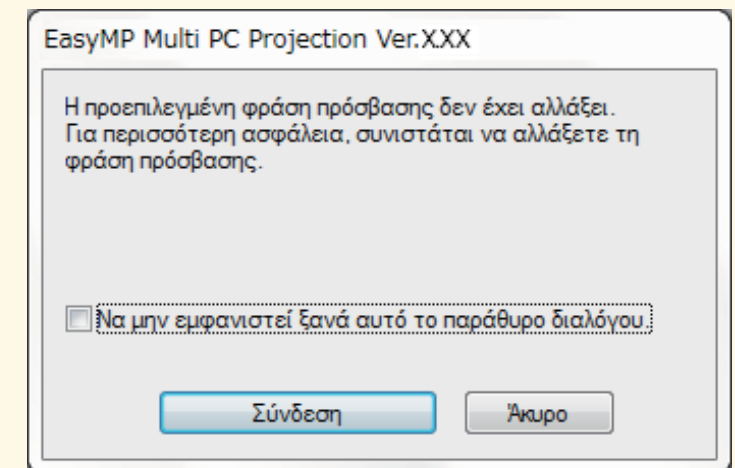 EasyMP Multi PC Projection Ver.X.XX
Η προεπιλεγμένη φράση πρόσβασης δεν έχει αλλάξει.
Για περισσότερη ασφάλεια, συνιστάται να αλλάξετε τη
φράση πρόσβασης.
Να μην εμφανιστεί ξανά αυτό το παράθυρο διαλόγου.
Σύνδεση
Άκυρο